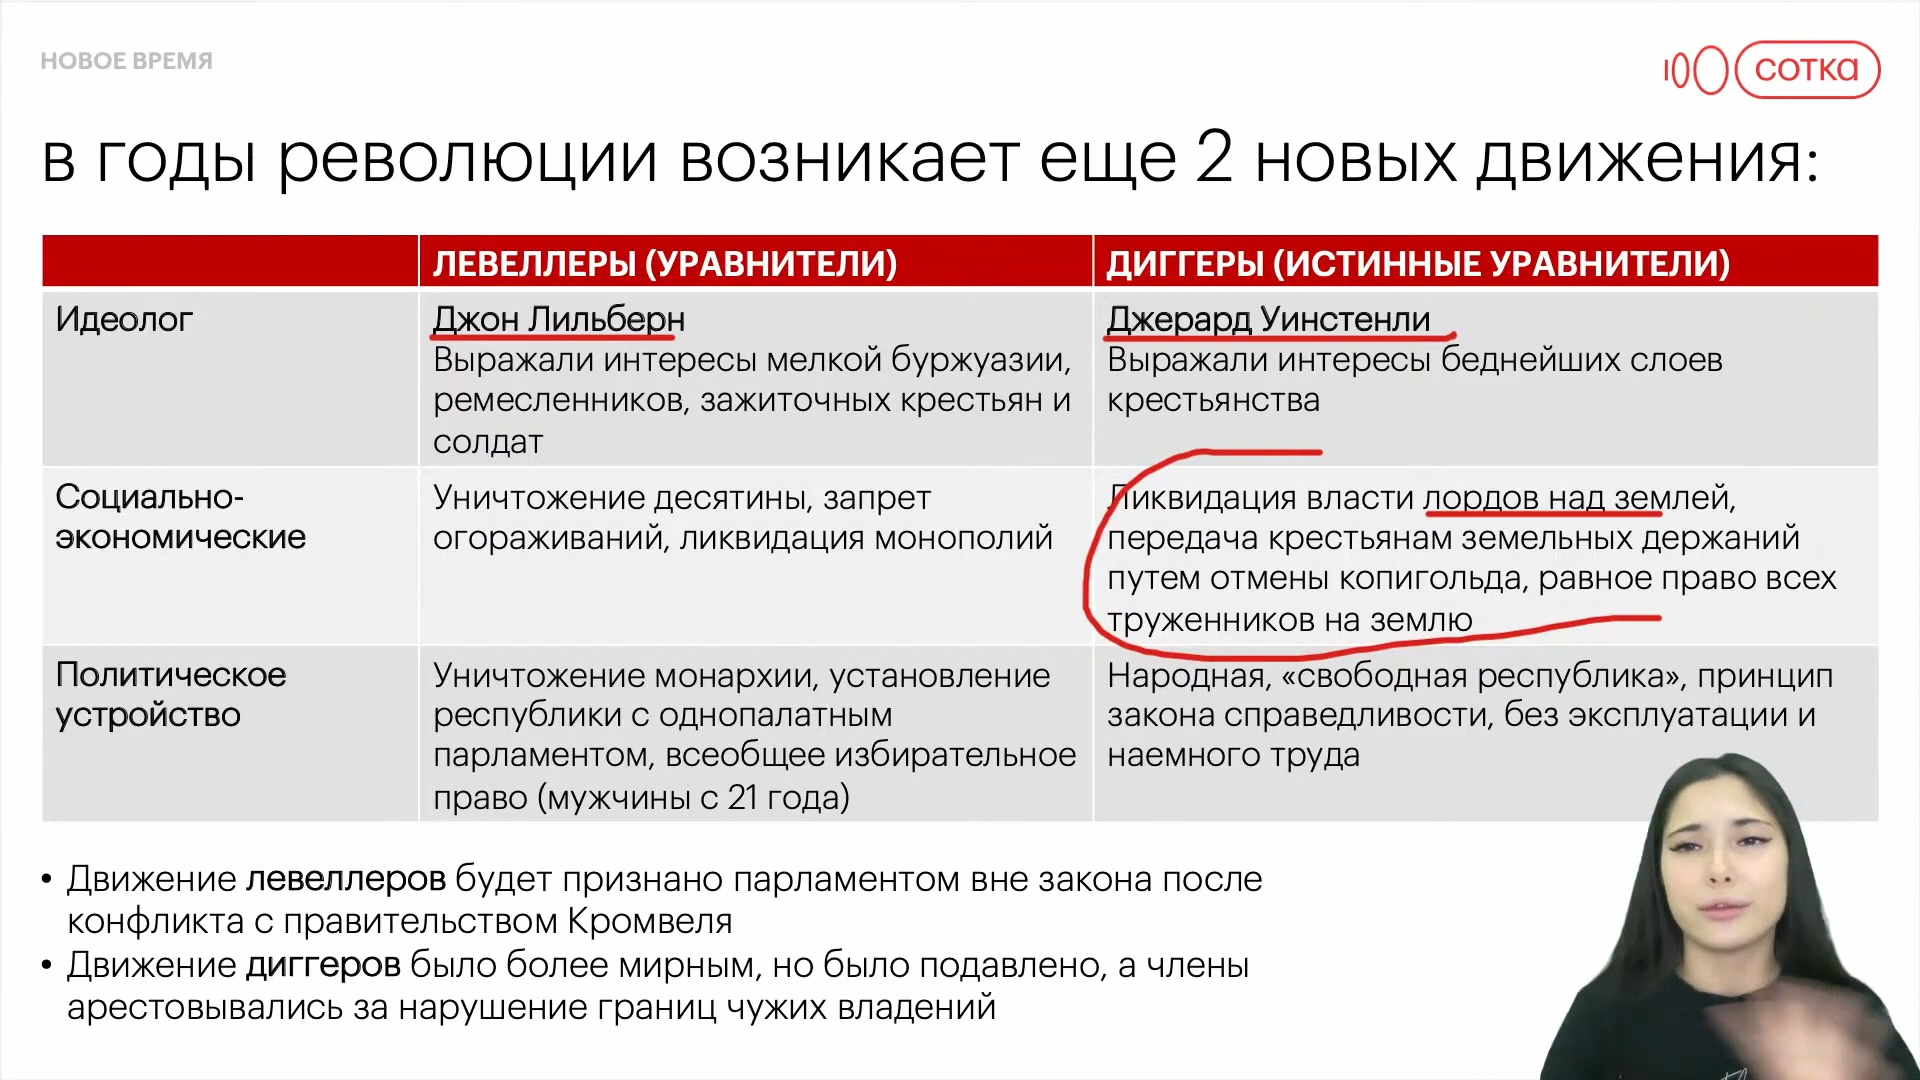 НОВОЕ ВРЕМЯ
100 сотка
в годы революции возникает еще 2 новых движения:
ЛЕВЕЛЛЕРЫ (УРАВНИТЕЛИ)
ДИГГЕРЫ (ИСТИННЫЕ УРАВНИТЕЛИ)
Идеолог
Джон Лильберн
Выражали интересы мелкой буржуазии,
ремесленников, зажиточных крестьян и
солдат
Джерард Уинстенли
Выражали интересы беднейших слоев
крестьянства
Социально-
экономические
Уничтожение десятины, запрет
огораживаний, ликвидация монополий
Ликвидация власти лордов над землей,
передача крестьянам земельных держаний
путем отмены копигольда, равное право всех
труженников на землю
Политическое
устройство
Уничтожение монархии, установление
республики с однопалатным
парламентом, всеобщее избирательное
право (мужчины с 21 года)
Народная, «свободная республика», принцип
закона справедливости, без эксплуатации и
наемного труда
• Движение левеллеров будет признано парламентом вне закона после
конфликта с правительством Кромвеля
• Движение диггеров было более мирным, но было подавлено, а члены
арестовывались за нарушение границ чужих владений